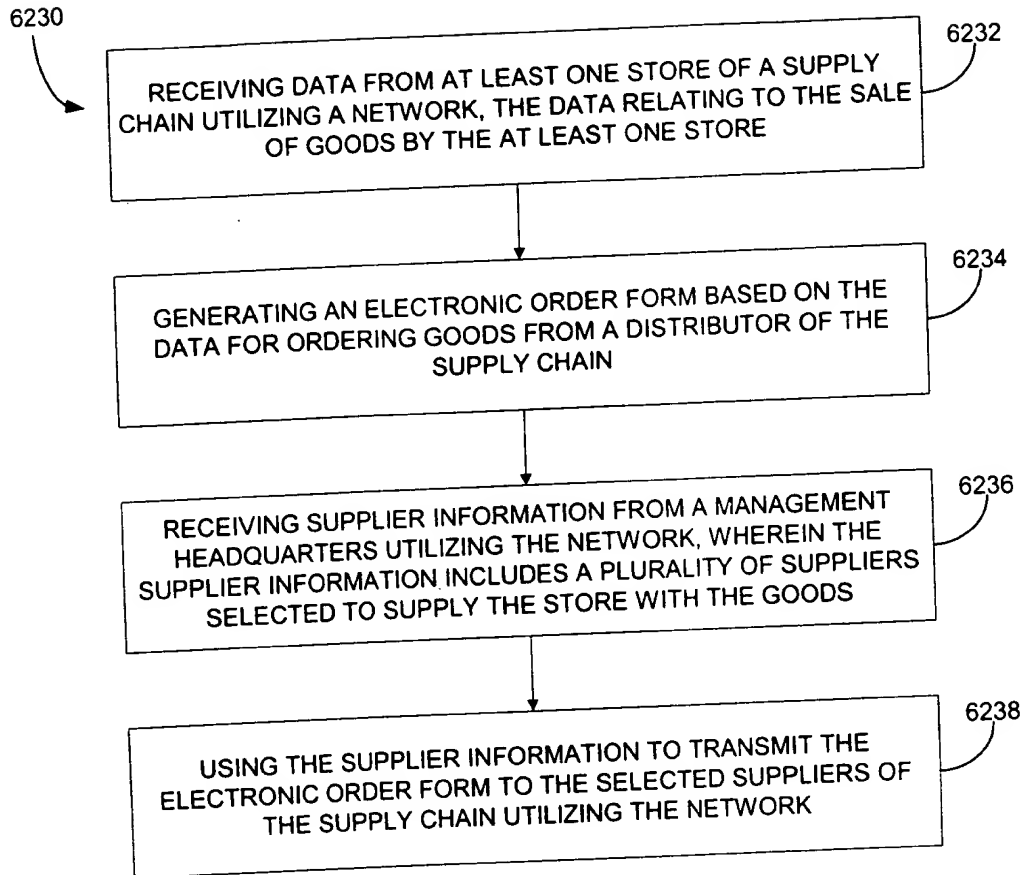 6230
6232
RECEIVING DATA FROM AT LEAST ONE STORE OF A SUPPLY
CHAIN UTILIZING A NETWORK, THE DATA RELATING TO THE SALE
OF GOODS BY THE AT LEAST ONE STORE
6234
GENERATING AN ELECTRONIC ORDER FORM BASED ON THE
DATA FOR ORDERING GOODS FROM A DISTRIBUTOR OF THE
SUPPLY CHAIN
6236
RECEIVING SUPPLIER INFORMATION FROM A MANAGEMENT
HEADQUARTERS UTILIZING THE NETWORK, WHEREIN THE
SUPPLIER INFORMATION INCLUDES A PLURALITY OF SUPPLIERS
SELECTED TO SUPPLY THE STORE WITH THE GOODS
6238
USING THE SUPPLIER INFORMATION TO TRANSMIT THE
ELECTRONIC ORDER FORM TO THE SELECTED SUPPLIERS OF
THE SUPPLY CHAIN UTILIZING THE NETWORK